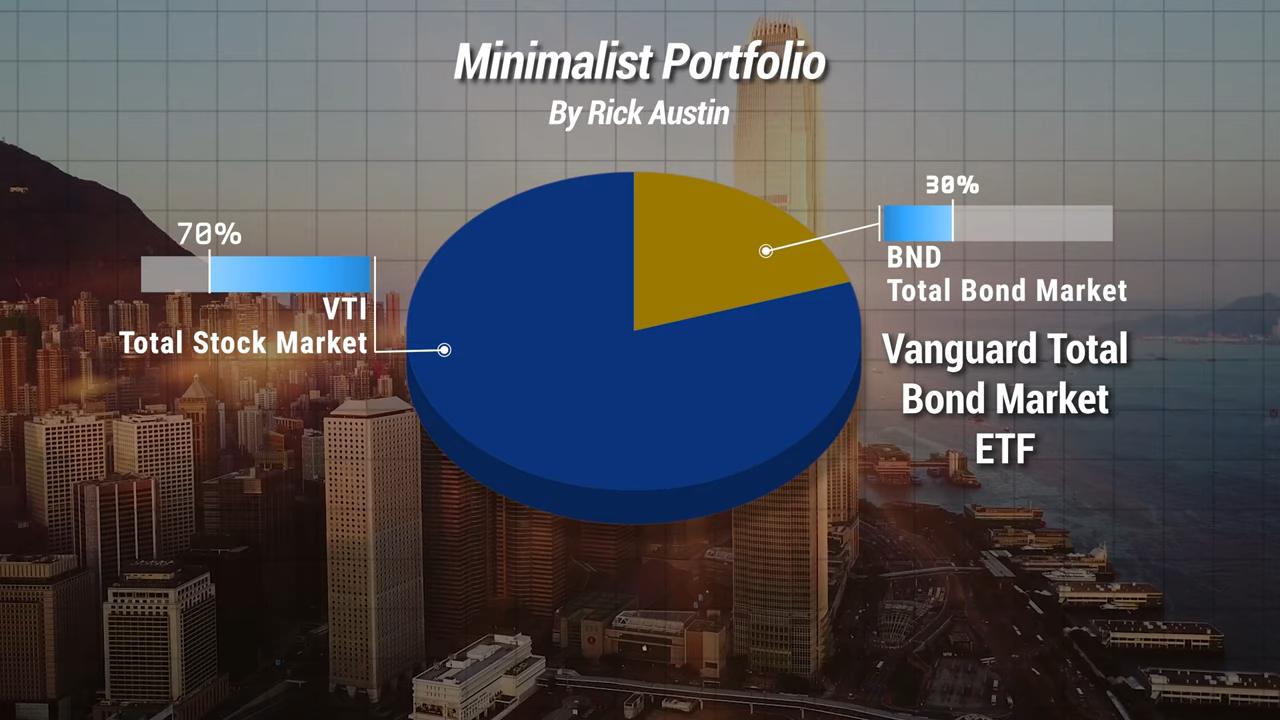 Minimalist Portfolio
By Rick Austin
70%
VTI
Total Stock Market
30%
BND
Total Bond Market
Vanguard Total
Bond Market
ETF